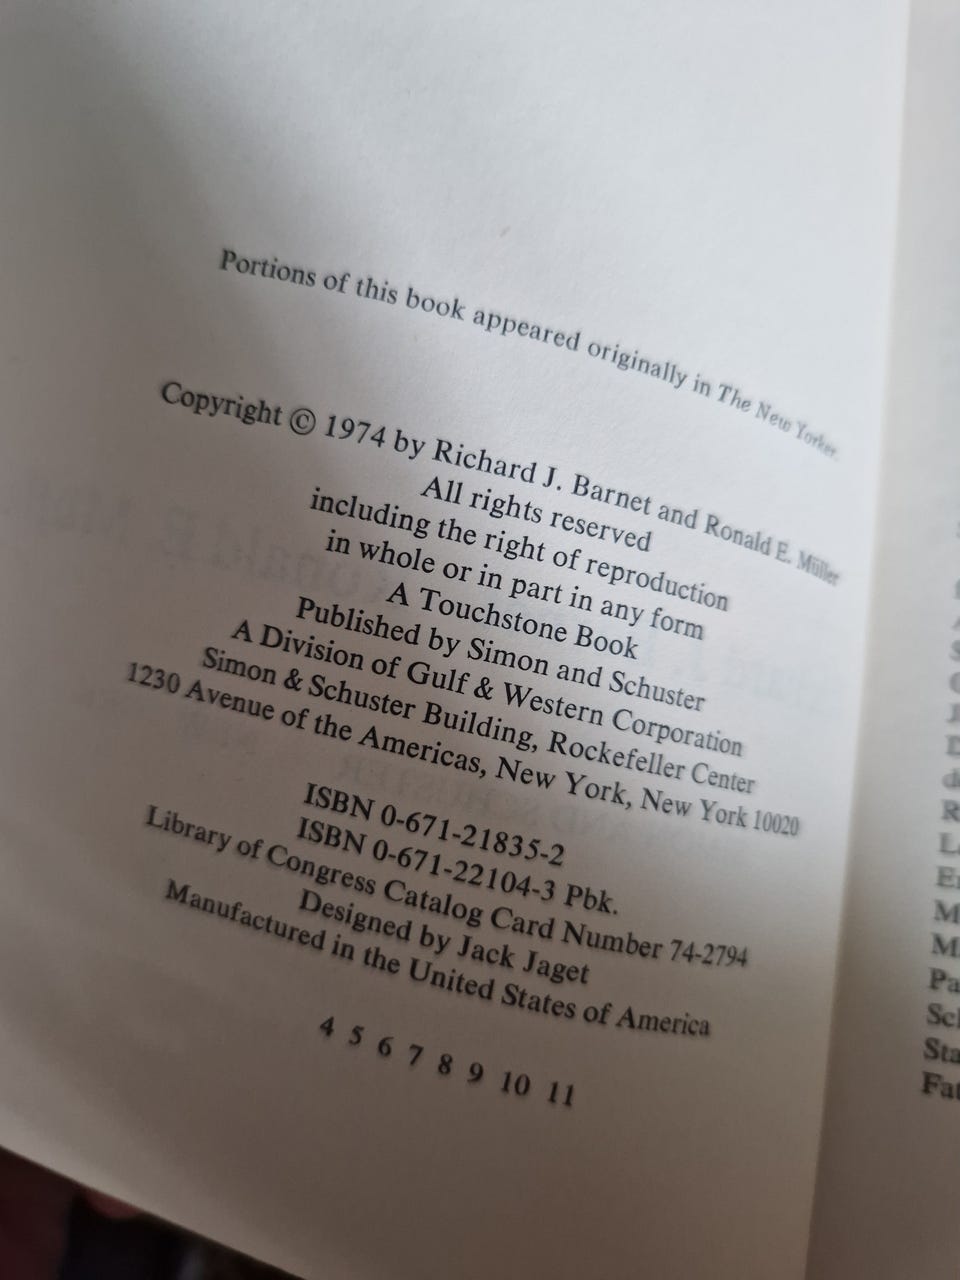 Portions of this book appeared originally in The New Yorker.
Copyright © 1974 by Richard J. Barnet and Ronald E. Müller
All rights reserved
including the right of reproduction
in whole or in part in any form
A Touchstone Book
Published by Simon and Schuster
A Division of Gulf & Western Corporation
Simon & Schuster Building, Rockefeller Center
1230 Avenue of the Americas, New York, New York 10020
ISBN 0-671-21835-2
ISBN 0-671-22104-3 Pbk.
Library of Congress Catalog Card Number 74-2794
Designed by Jack Jaget
Manufactured in the United States of America
4 5 6 7 8 9 10 11